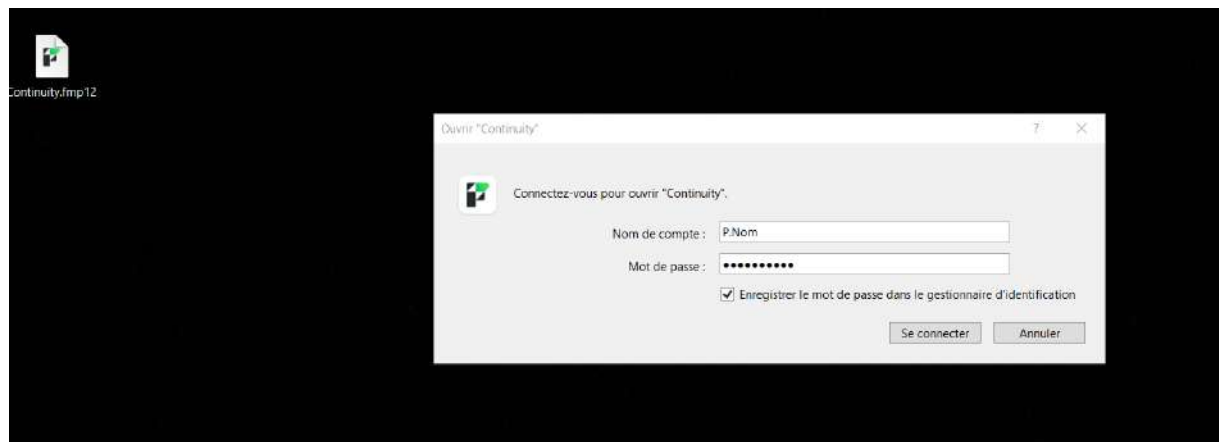 Continuity.fmp12
Ouvrir "Continuity"
Connectez-vous pour ouvrir "Continuity".
Nom de compte : P.Nom
Mot de passe : ••••••••••
Enregistrer le mot de passe dans le gestionnaire d'identification
Se connecter Annuler